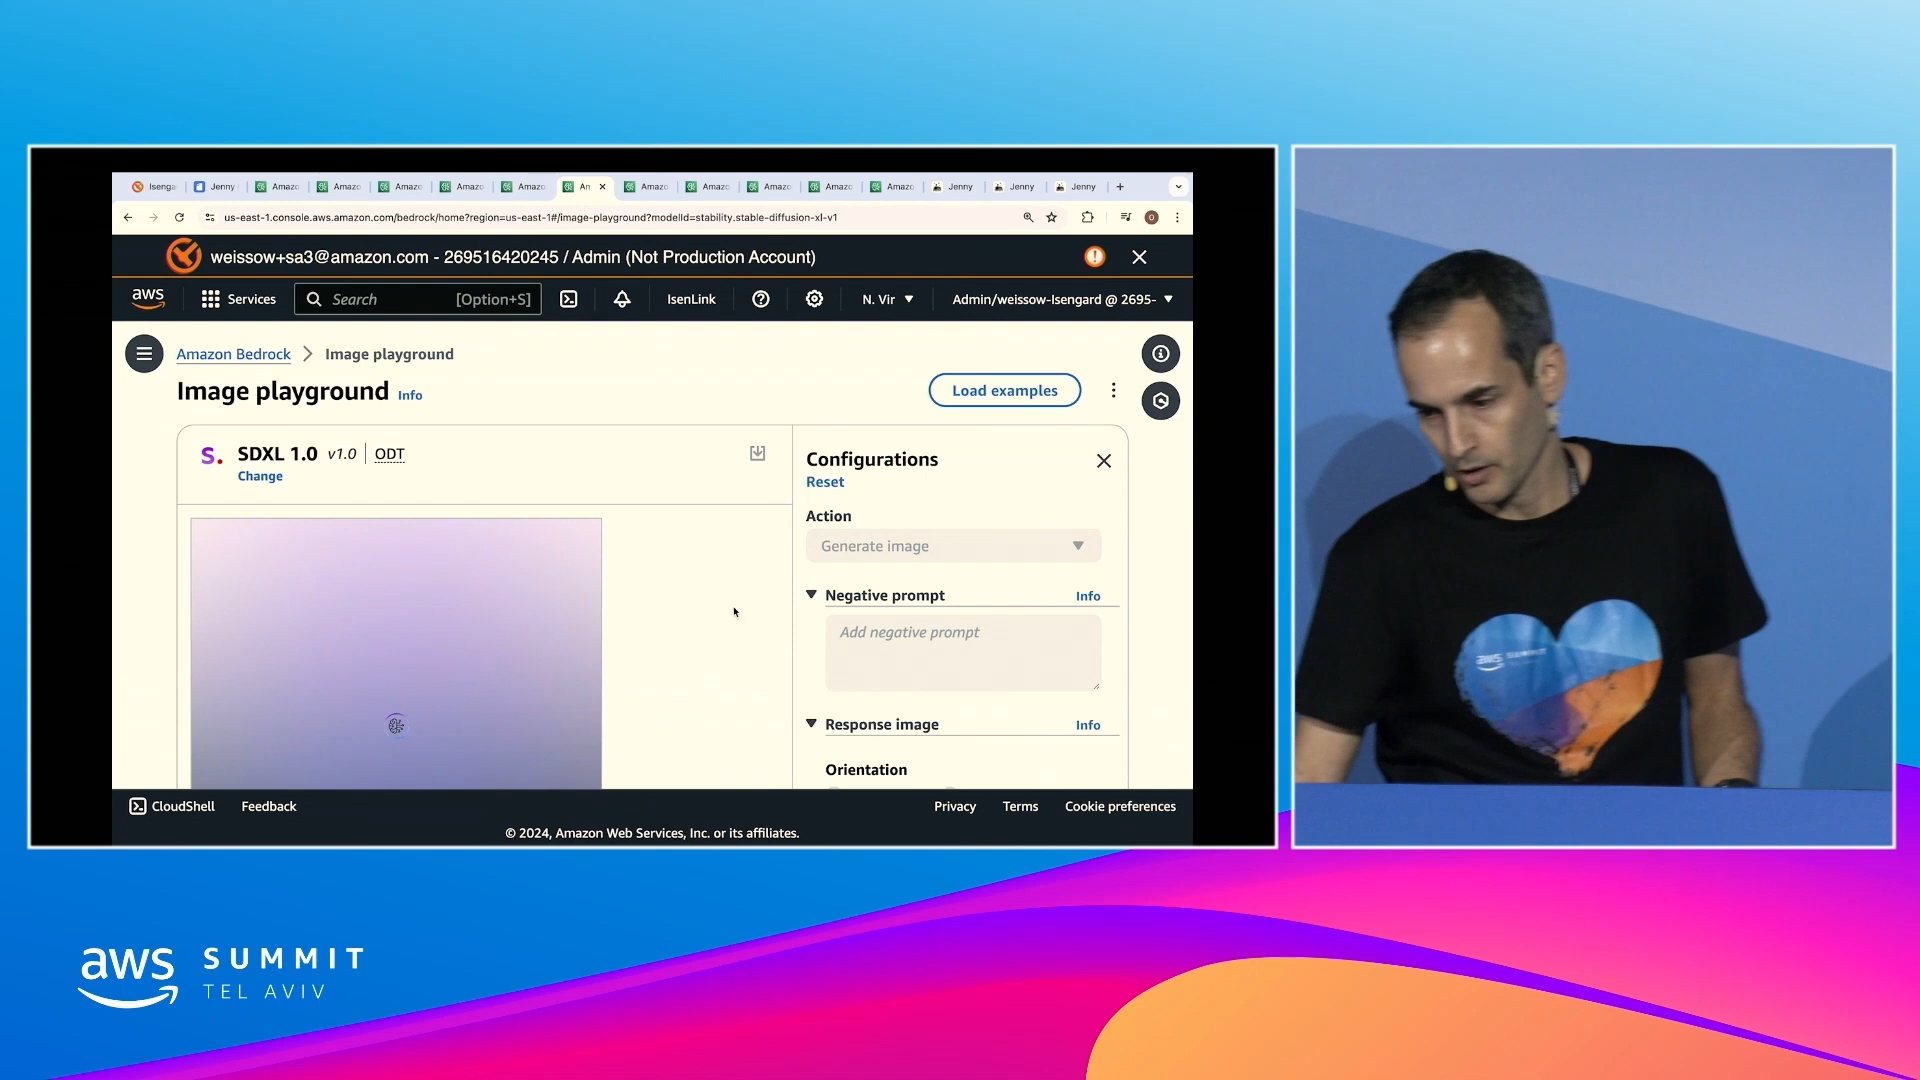 Isenga
Jenny
Amazo
Amazo
Amazo
Amazo
Amazo
An
Amazo
Amazo
Amazo
Amazo
Amazo
Jenny
Jenny
Jenny
us-east-1.console.aws.amazon.com/bedrock/home?region=us-east-1#/image-playground?modelId=stability.stable-diffusion-xl-v1
O
weissow+sa3@amazon.com - 269516420245 / Admin (Not Production Account)
aws
Services
Search
[Option+S]
IsenLink
N. Vir
Admin/weissow-Isengard @ 2695-
Amazon Bedrock
Image playground
Image playground
Info
Load examples
S.
SDXL 1.0 v1.0 | ODT
Change
Configurations
Reset
Action
Generate image
Negative prompt
Info
Add negative prompt
Response image
Info
Orientation
CloudShell
Feedback
Privacy
Terms
Cookie preferences
© 2024, Amazon Web Services, Inc. or its affiliates.
aws SUMMIT
aws SUMMIT
TEL AVIV